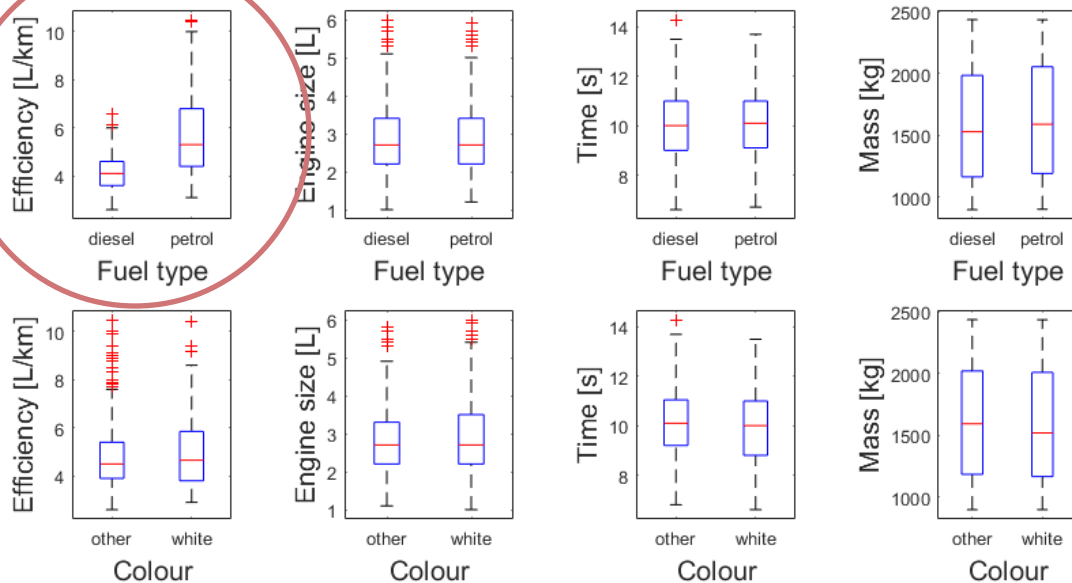 Efficiency [L/km]
10
8
6
4
diesel petrol
Fuel type
Engine size [L]
6
5
4
3
2
1
diesel petrol
Fuel type
Time [s]
14
12
10
8
diesel petrol
Fuel type
Mass [kg]
2500
2000
1500
1000
diesel petrol
Fuel type
Efficiency [L/km]
10
8
6
4
other white
Colour
Engine size [L]
6
5
4
3
2
1
other white
Colour
Time [s]
14
12
10
8
other white
Colour
Mass [kg]
2500
2000
1500
1000
other white
Colour